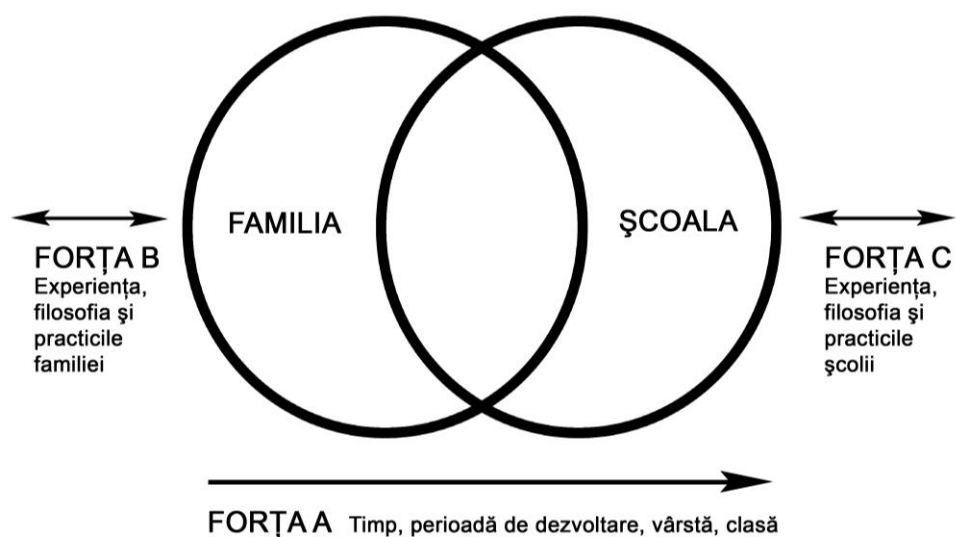 FAMILIA
ŞCOALA
FORȚA B
Experiența,
filosofia şi
practicile
familiei
FORȚA C
Experiența,
filosofia şi
practicile
şcolii
FORȚA A Timp, perioadă de dezvoltare, vârstă, clasă